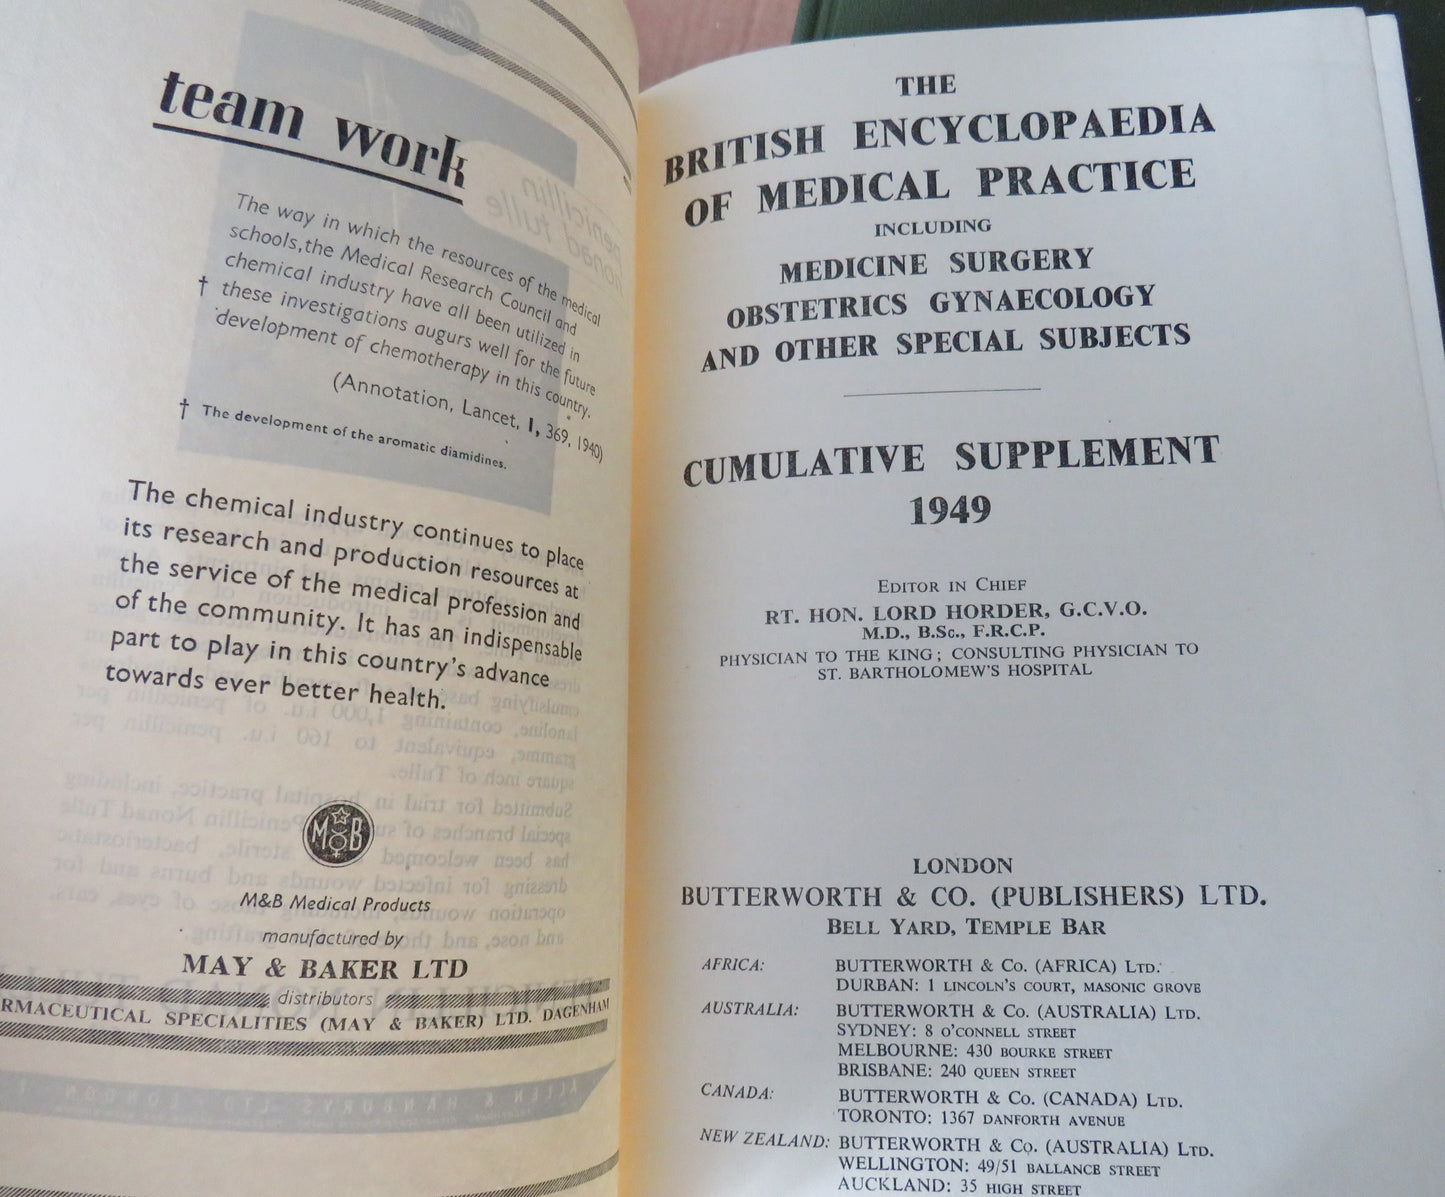 team work
The way in which the resources of the medical
schools, the Medical Research Council and
chemical industry have all been utilized in
† these investigations augurs well for the future
development of chemotherapy in this country.
(Annotation, Lancet, I, 369, 1940)
† The development of the aromatic diamidines.
The chemical industry continues to place
its research and production resources at
the service of the medical profession and
of the community. It has an indispensable
part to play in this country's advance
towards ever better health.
M&B
M&B Medical Products
manufactured by
MAY & BAKER LTD
distributors
RMACEUTICAL SPECIALITIES (MAY & BAKER) LTD. DAGENHAM
THE
BRITISH ENCYCLOPAEDIA
OF MEDICAL PRACTICE
INCLUDING
MEDICINE SURGERY
OBSTETRICS GYNAECOLOGY
AND OTHER SPECIAL SUBJECTS
CUMULATIVE SUPPLEMENT
1949
EDITOR IN CHIEF
RT. HON. LORD HORDER, G.C.V.O.
M.D., B.Sc., F.R.C.P.
PHYSICIAN TO THE KING; CONSULTING PHYSICIAN TO
ST. BARTHOLOMEW'S HOSPITAL
LONDON
BUTTERWORTH & CO. (PUBLISHERS) LTD.
BELL YARD, TEMPLE BAR
AFRICA: BUTTERWORTH & Co. (AFRICA) LTD.
DURBAN: 1 LINCOLN'S COURT, MASONIC GROVE
AUSTRALIA: BUTTERWORTH & Co. (AUSTRALIA) LTD.
SYDNEY: 8 O'CONNELL STREET
MELBOURNE: 430 BOURKE STREET
BRISBANE: 240 QUEEN STREET
CANADA: BUTTERWORTH & Co. (CANADA) LTD.
TORONTO: 1367 DANFORTH AVENUE
NEW ZEALAND: BUTTERWORTH & Co. (AUSTRALIA) LTD.
WELLINGTON: 49/51 BALLANCE STREET
AUCKLAND: 35 HIGH STREET